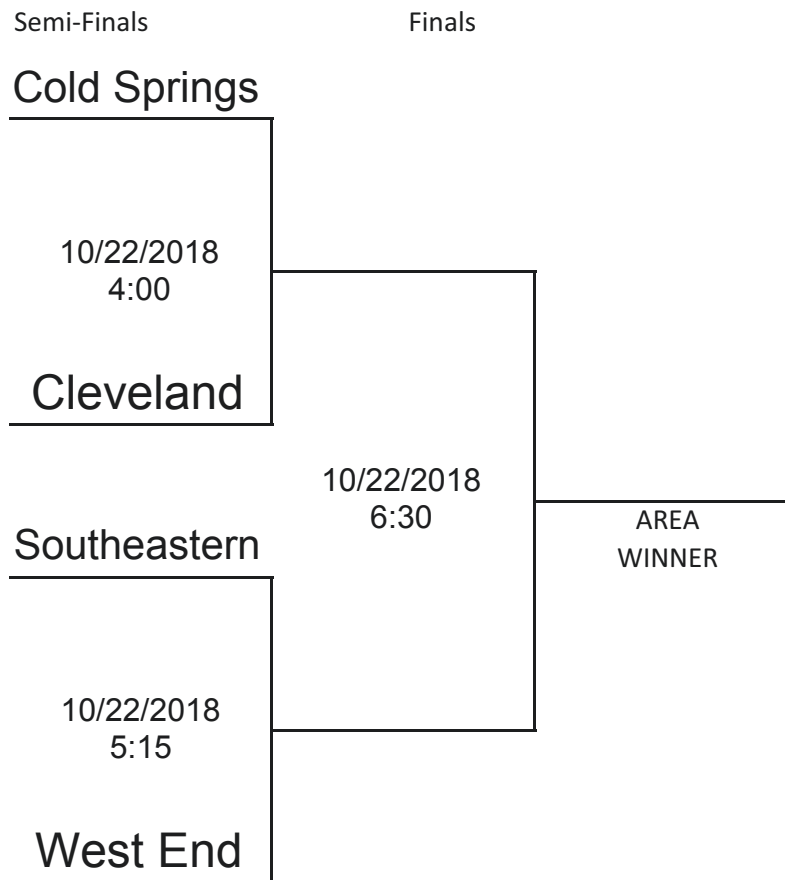 Semi-Finals
Finals
Cold Springs
10/22/2018
4:00
Cleveland
10/22/2018
6:30
AREA
WINNER
Southeastern
10/22/2018
5:15
West End